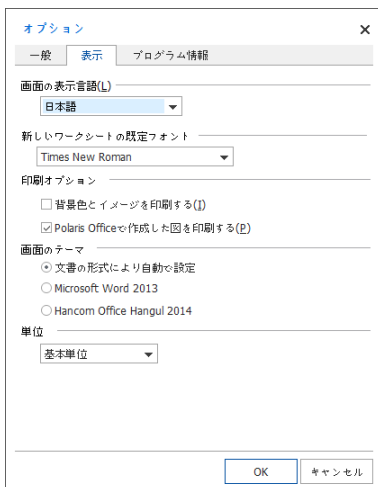 オプション
一般 表示 プログラム情報
画面の表示言語(L)
日本語
新しいワークシートの既定フォント
Times New Roman
印刷オプション
背景色とイメージを印刷する(I)
Polaris Officeで作成した図を印刷する(P)
画面のテーマ
文書の形式により自動で設定
Microsoft Word 2013
Hancom Office Hangul 2014
単位
基本単位
OK キャンセル